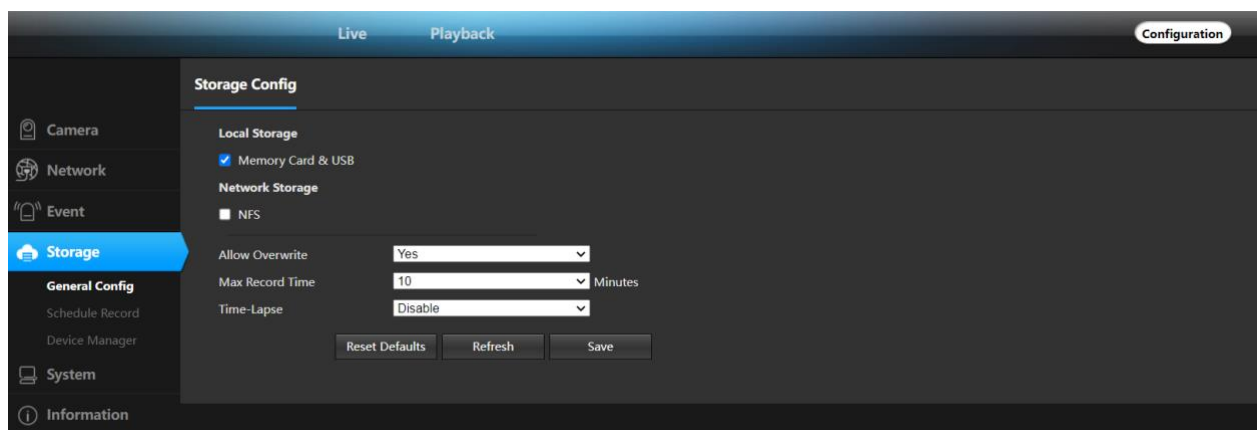 Live Playback Configuration
Storage Config
Camera
Network
Event
Storage
General Config
Schedule Record
Device Manager
System
Information
Local Storage
Memory Card & USB
Network Storage
NFS
Allow Overwrite Yes
Max Record Time 10 Minutes
Time-Lapse Disable
Reset Defaults Refresh Save